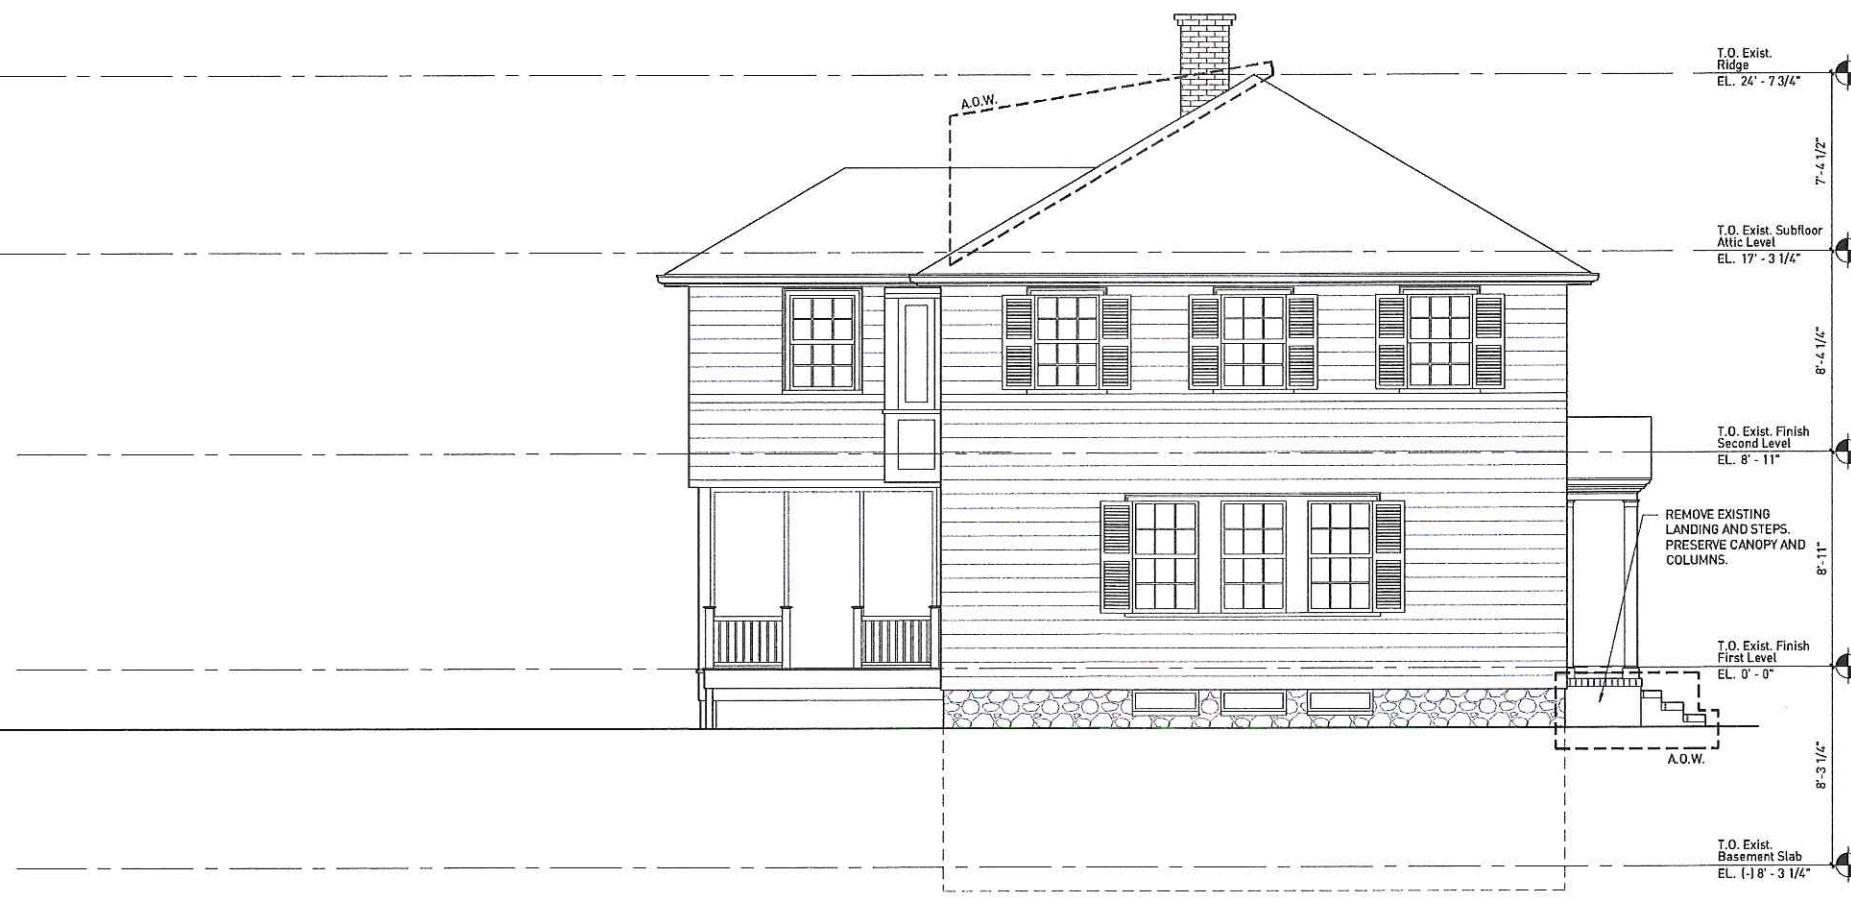 T.O. Exist.
Ridge
EL. 24' - 7 3/4"
A.O.W.
7'-4 1/2"
T.O. Exist. Subfloor
Attic Level
EL. 17' - 3 1/4"
8'-4 1/4"
T.O. Exist. Finish
Second Level
EL. 8' - 11"
REMOVE EXISTING
LANDING AND STEPS.
PRESERVE CANOPY AND
COLUMNS.
8'-11"
T.O. Exist. Finish
First Level
EL. 0' - 0"
A.O.W.
8'-3 1/4"
T.O. Exist.
Basement Slab
EL. (-) 8' - 3 1/4"